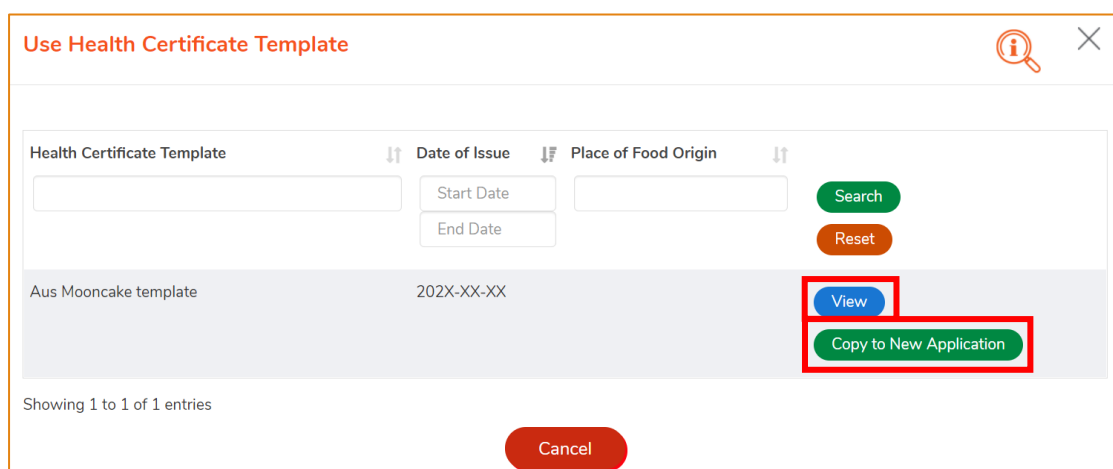 Use Health Certificate Template
Health Certificate Template Date of Issue Place of Food Origin
Start Date
Search
End Date
Reset
Aus Mooncake template 202X-XX-XX
View
Copy to New Application
Showing 1 to 1 of 1 entries
Cancel